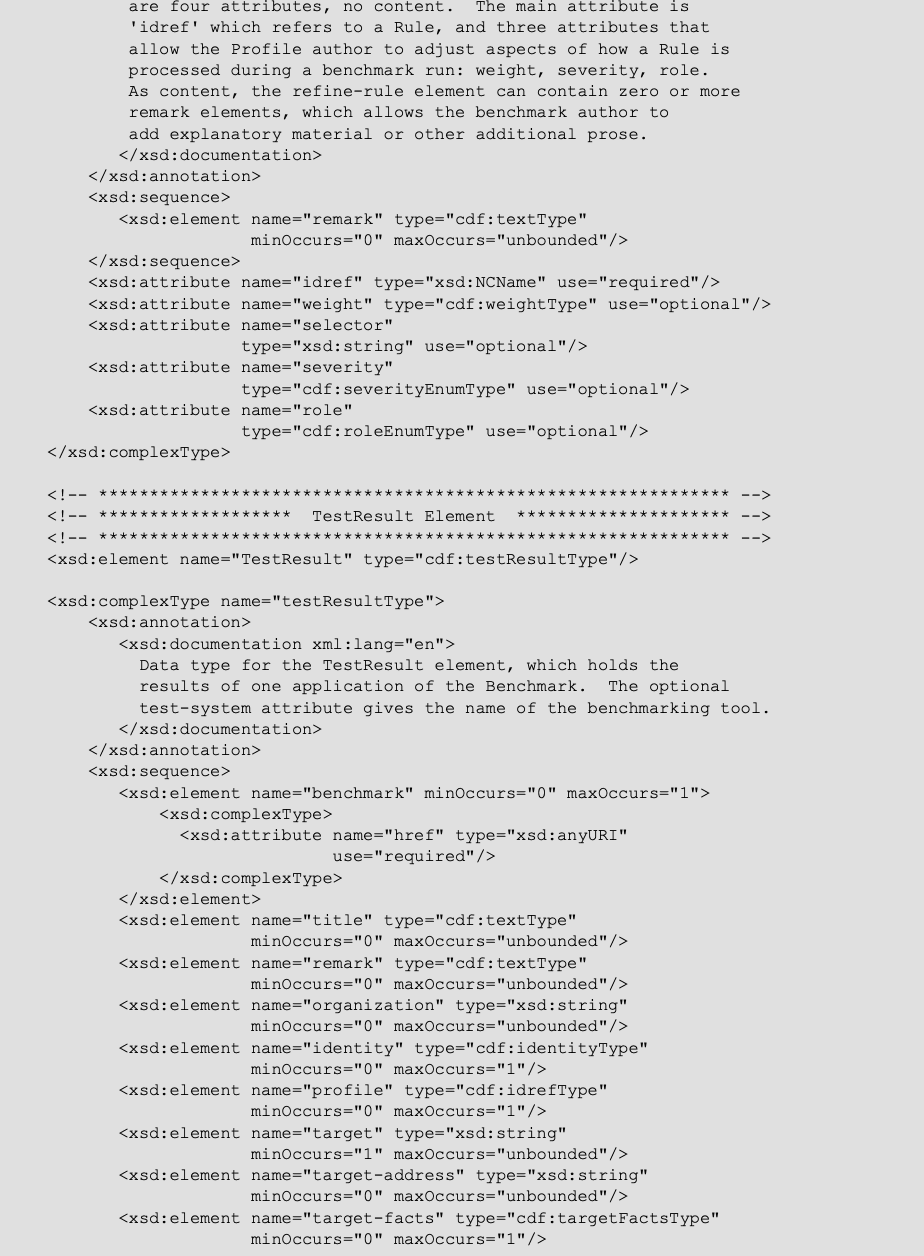 are four attributes, no content.  The main attribute is
'idref' which refers to a Rule, and three attributes that
allow the Profile author to adjust aspects of how a Rule is
processed during a benchmark run: weight, severity, role.
As content, the refine-rule element can contain zero or more
remark elements, which allows the benchmark author to
add explanatory material or other additional prose.
</xsd:documentation>
</xsd:annotation>
<xsd:sequence>
<xsd:element name="remark" type="cdf:textType"
minOccurs="0" maxOccurs="unbounded"/>
</xsd:sequence>
<xsd:attribute name="idref" type="xsd:NCName" use="required"/>
<xsd:attribute name="weight" type="cdf:weightType" use="optional"/>
<xsd:attribute name="selector"
type="xsd:string" use="optional"/>
<xsd:attribute name="severity"
type="cdf:severityEnumType" use="optional"/>
<xsd:attribute name="role"
type="cdf:roleEnumType" use="optional"/>
</xsd:complexType>
<!-- ************************************************************** -->
<!-- *******************  TestResult Element  ********************* -->
<!-- ************************************************************** -->
<xsd:element name="TestResult" type="cdf:testResultType"/>
<xsd:complexType name="testResultType">
<xsd:annotation>
<xsd:documentation xml:lang="en">
Data type for the TestResult element, which holds the
results of one application of the Benchmark.  The optional
test-system attribute gives the name of the benchmarking tool.
</xsd:documentation>
</xsd:annotation>
<xsd:sequence>
<xsd:element name="benchmark" minOccurs="0" maxOccurs="1">
<xsd:complexType>
<xsd:attribute name="href" type="xsd:anyURI"
use="required"/>
</xsd:complexType>
</xsd:element>
<xsd:element name="title" type="cdf:textType"
minOccurs="0" maxOccurs="unbounded"/>
<xsd:element name="remark" type="cdf:textType"
minOccurs="0" maxOccurs="unbounded"/>
<xsd:element name="organization" type="xsd:string"
minOccurs="0" maxOccurs="unbounded"/>
<xsd:element name="identity" type="cdf:identityType"
minOccurs="0" maxOccurs="1"/>
<xsd:element name="profile" type="cdf:idrefType"
minOccurs="0" maxOccurs="1"/>
<xsd:element name="target" type="xsd:string"
minOccurs="1" maxOccurs="unbounded"/>
<xsd:element name="target-address" type="xsd:string"
minOccurs="0" maxOccurs="unbounded"/>
<xsd:element name="target-facts" type="cdf:targetFactsType"
minOccurs="0" maxOccurs="1"/>